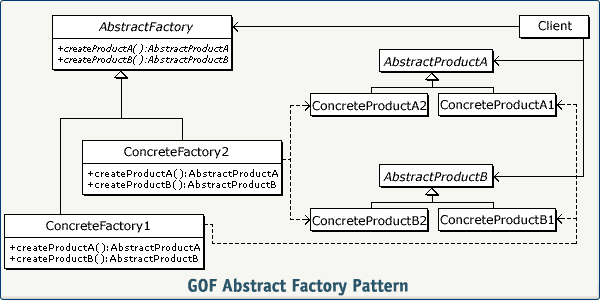 AbstractFactory
Client
+createProductA():AbstractProductA
+createProductB():AbstractProductB
AbstractProductA
ConcreteProductA2
ConcreteProductA1
ConcreteFactory2
+createProductA():AbstractProductA
+createProductB():AbstractProductB
AbstractProductB
ConcreteProductB2
ConcreteProductB1
ConcreteFactory1
+createProductA():AbstractProductA
+createProductB():AbstractProductB
GOF Abstract Factory Pattern